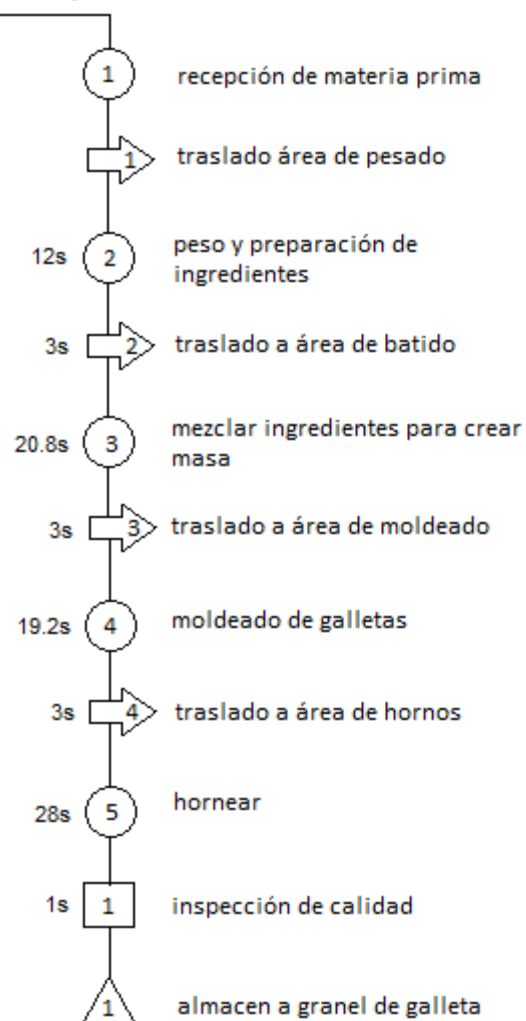 1 recepción de materia prima
1 traslado área de pesado
12s 2 peso y preparación de
ingredientes
3s 2 traslado a área de batido
20.8s 3 mezclar ingredientes para crear
masa
3s 3 traslado a área de moldeado
19.2s 4 moldeado de galletas
3s 4 traslado a área de hornos
28s 5 hornear
1s 1 inspección de calidad
1 almacen a granel de galleta